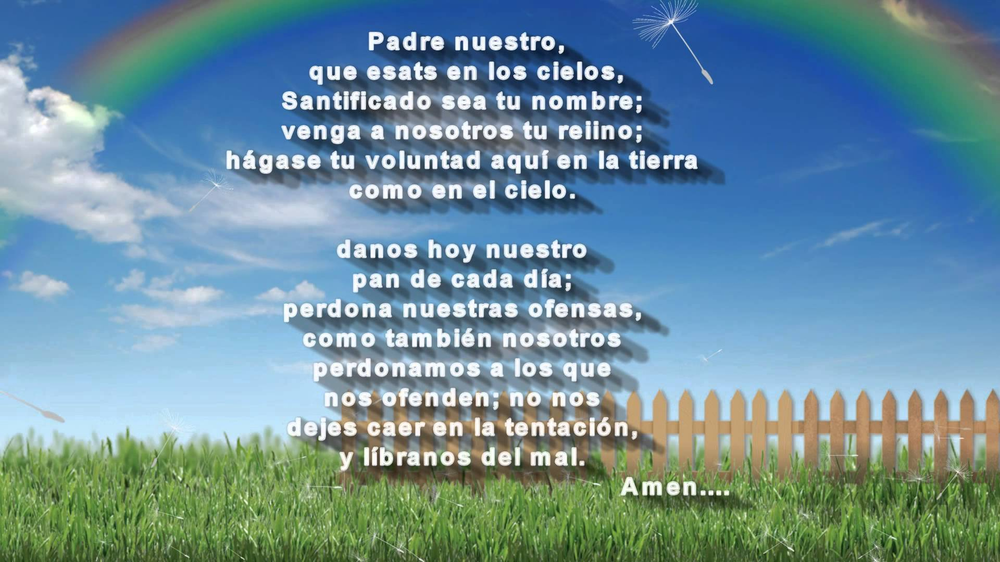 Padre nuestro,
que esats en los cielos,
Santificado sea tu nombre;
venga a nosotros tu reiino;
hágase tu voluntad aquí en la tierra
como en el cielo.
danos hoy nuestro
pan de cada día;
perdona nuestras ofensas,
como también nosotros
perdonamos a los que
nos ofenden; no nos
dejes caer en la tentación,
y líbranos del mal.
Amen....